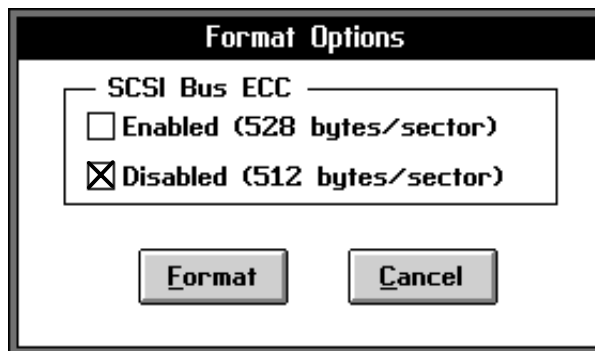 Format Options
SCSI Bus ECC
Enabled (528 bytes/sector)
Disabled (512 bytes/sector)
Format Cancel